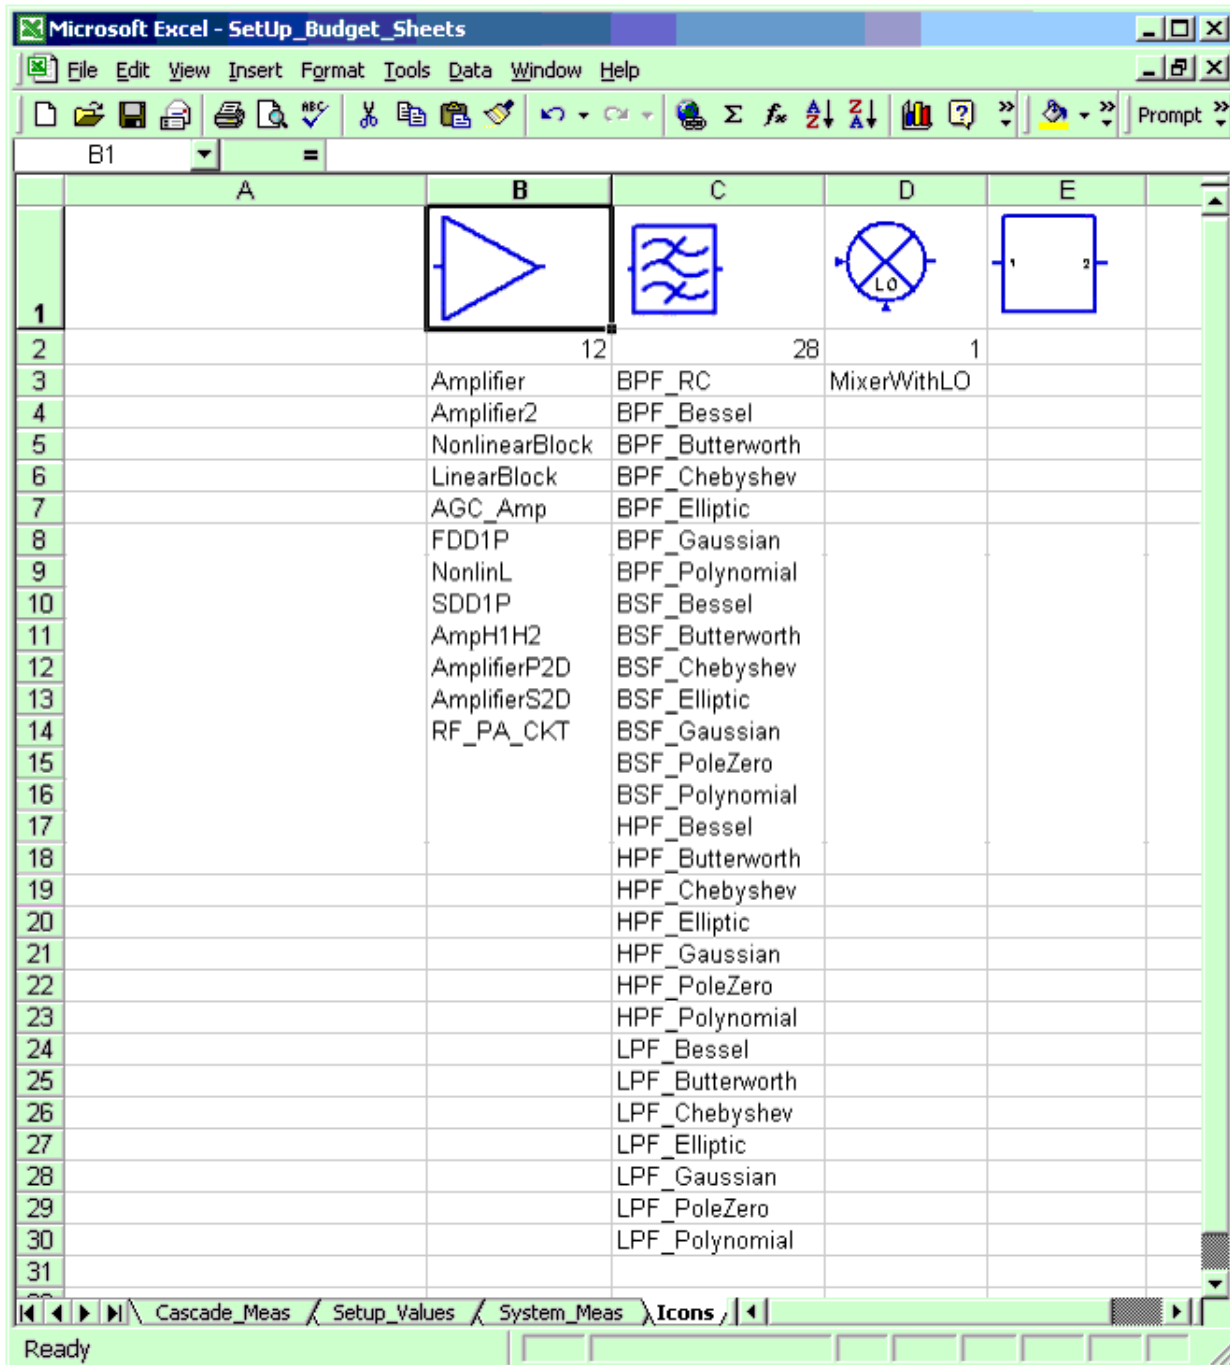 Microsoft Excel - SetUp_Budget_Sheets
File Edit View Insert Format Tools Data Window Help
ABC Σ fx A Z Z A ? » » Prompt »
B1 =
A B C D E
LO 1 2
1
2 12 28 1
3 Amplifier BPF_RC MixerWithLO
4 Amplifier2 BPF_Bessel
5 NonlinearBlock BPF_Butterworth
6 LinearBlock BPF_Chebyshev
7 AGC_Amp BPF_Elliptic
8 FDD1P BPF_Gaussian
9 NonlinL BPF_Polynomial
10 SDD1P BSF_Bessel
11 AmpH1H2 BSF_Butterworth
12 AmplifierP2D BSF_Chebyshev
13 AmplifierS2D BSF_Elliptic
14 RF_PA_CKT BSF_Gaussian
15 BSF_PoleZero
16 BSF_Polynomial
17 HPF_Bessel
18 HPF_Butterworth
19 HPF_Chebyshev
20 HPF_Elliptic
21 HPF_Gaussian
22 HPF_PoleZero
23 HPF_Polynomial
24 LPF_Bessel
25 LPF_Butterworth
26 LPF_Chebyshev
27 LPF_Elliptic
28 LPF_Gaussian
29 LPF_PoleZero
30 LPF_Polynomial
31
Cascade_Meas Setup_Values System_Meas Icons
Ready